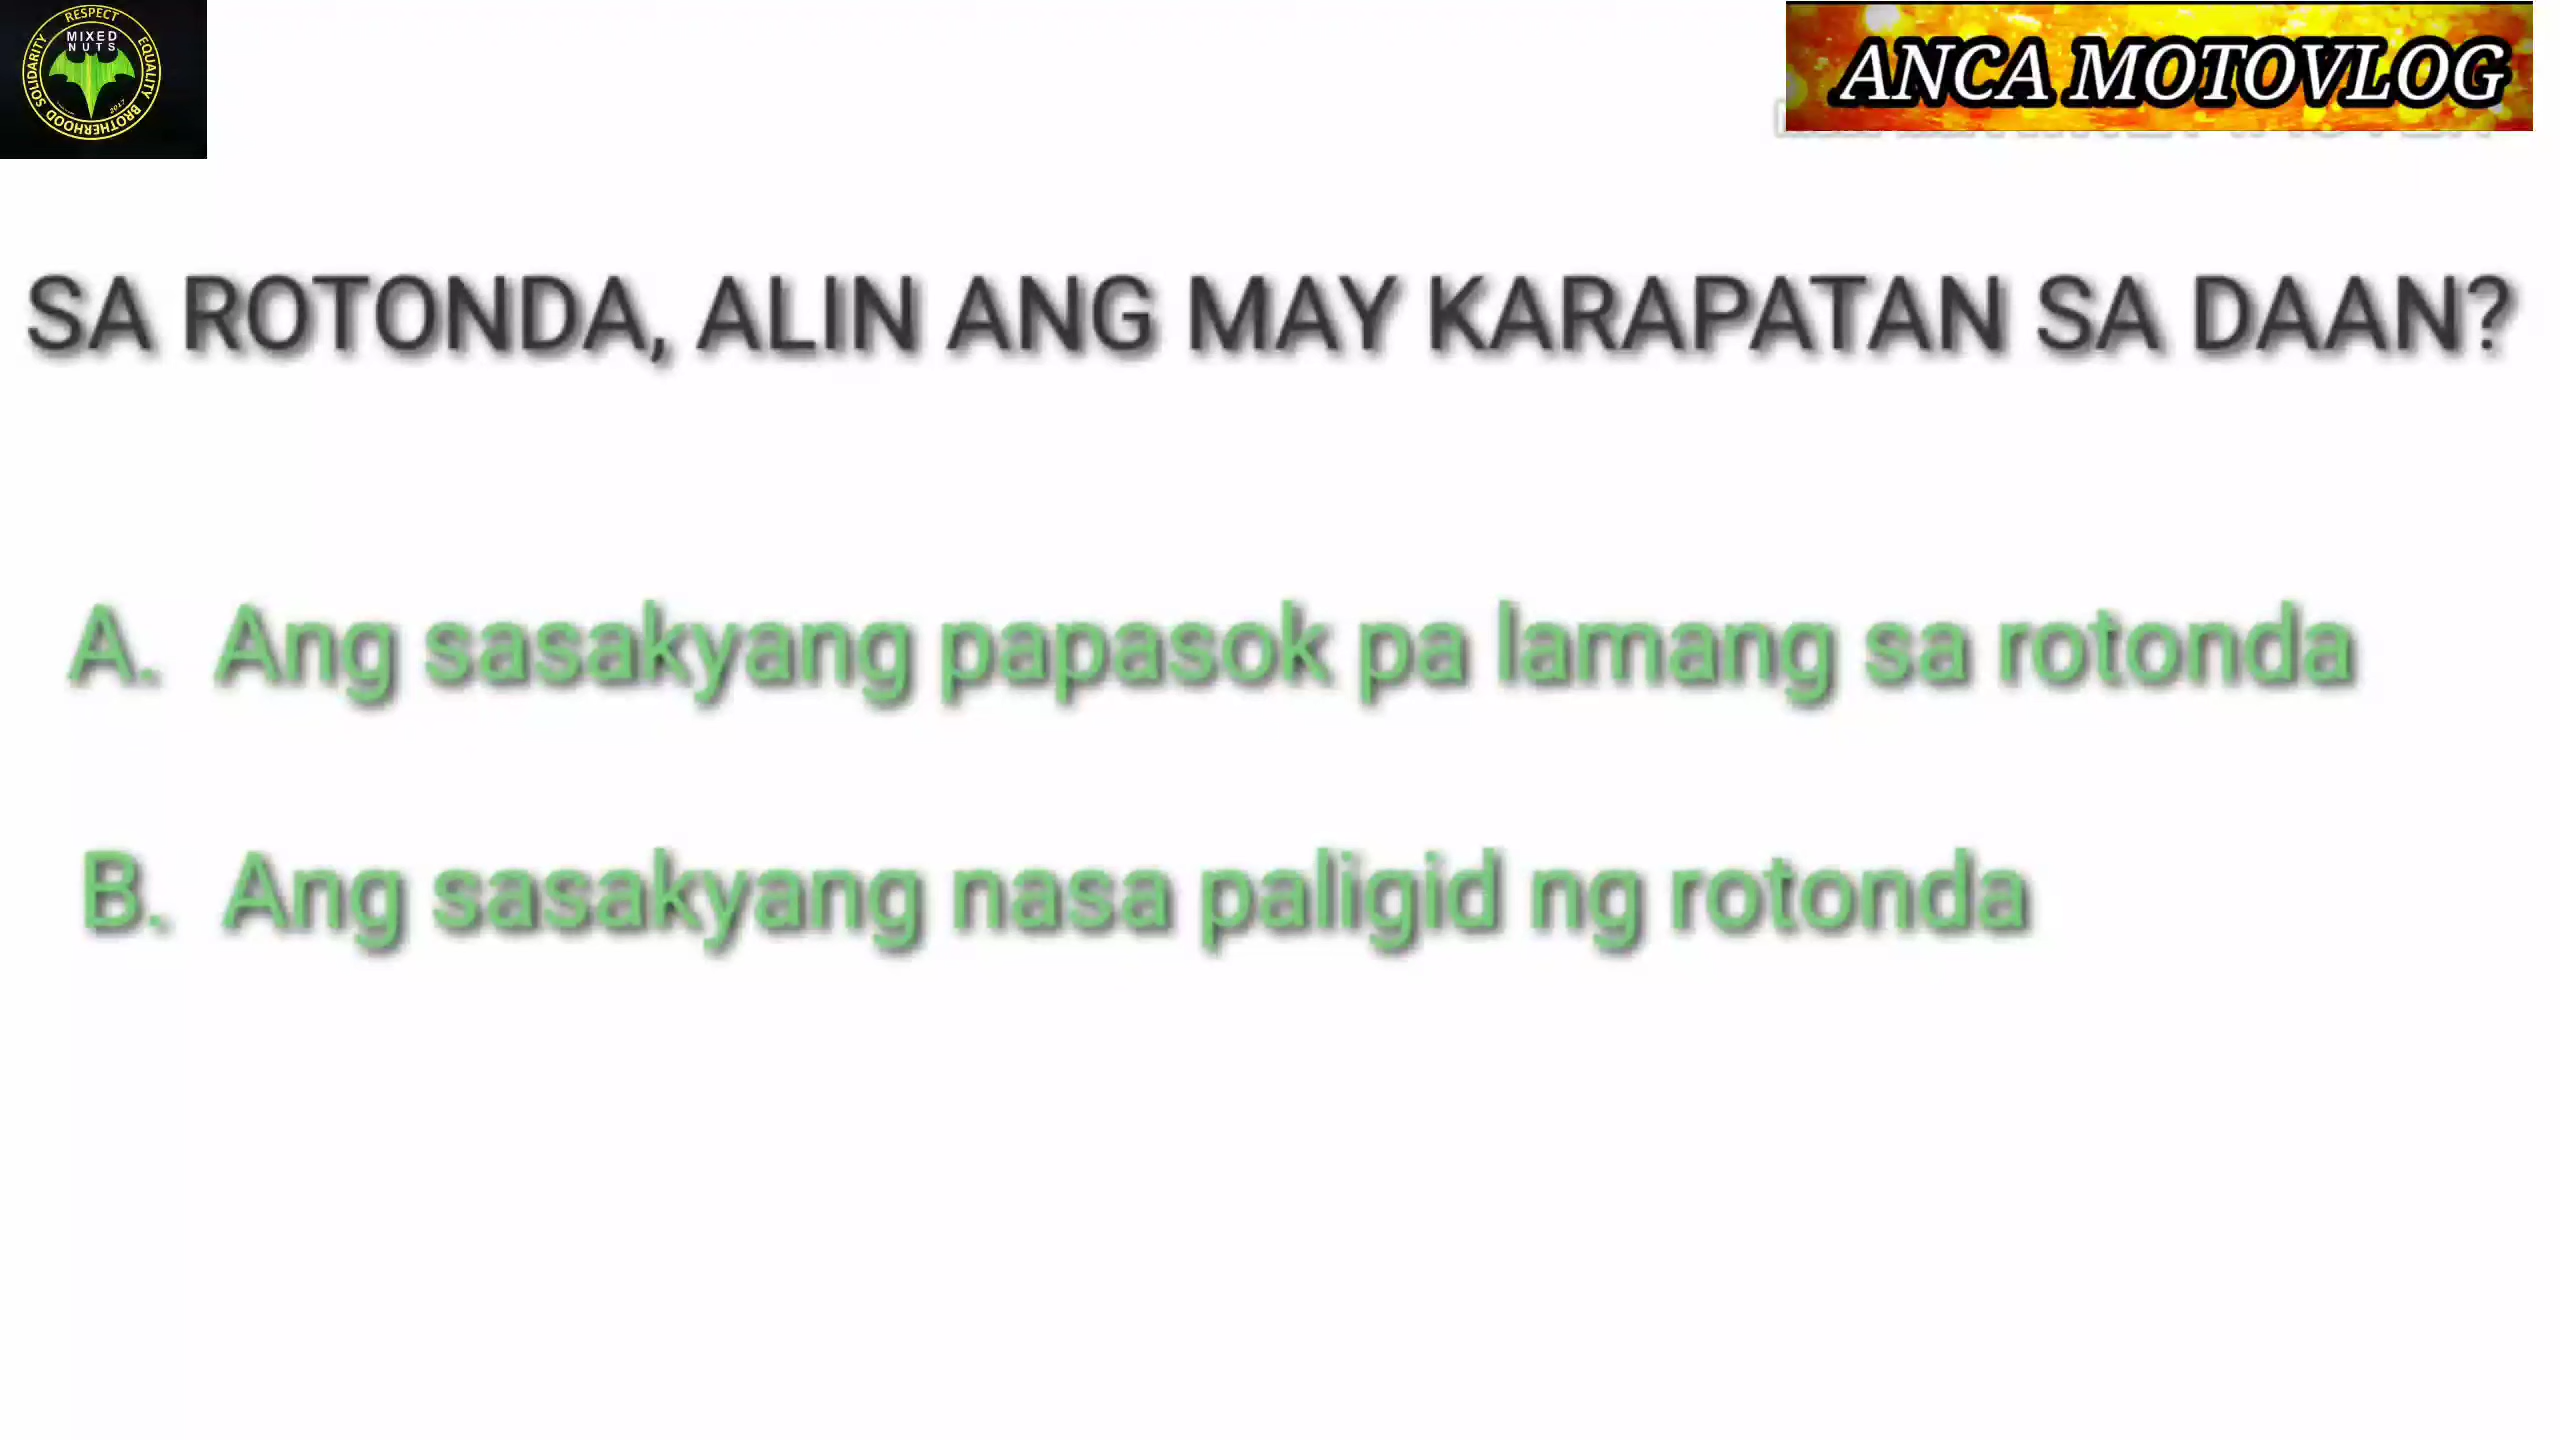 RESPECT
MIXED
NUTS
SOLIDARITY
EQUALITY
BROTHERHOOD
2017
ANCA MOTOVLOG
SA ROTONDA, ALIN ANG MAY KARAPATAN SA DAAN?
A. Ang sasakyang papasok pa lamang sa rotonda
B. Ang sasakyang nasa paligid ng rotonda